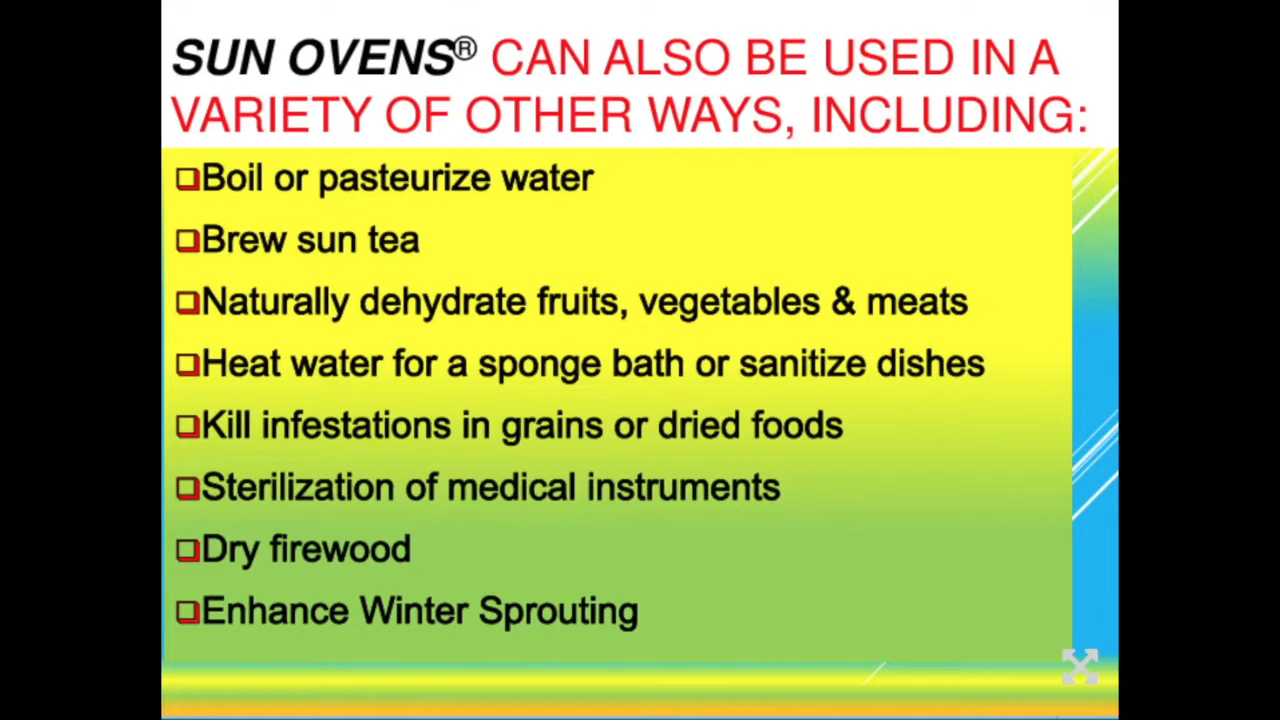 SUN OVENS® CAN ALSO BE USED IN A
VARIETY OF OTHER WAYS, INCLUDING:
Boil or pasteurize water
Brew sun tea
Naturally dehydrate fruits, vegetables & meats
Heat water for a sponge bath or sanitize dishes
Kill infestations in grains or dried foods
Sterilization of medical instruments
Dry firewood
Enhance Winter Sprouting